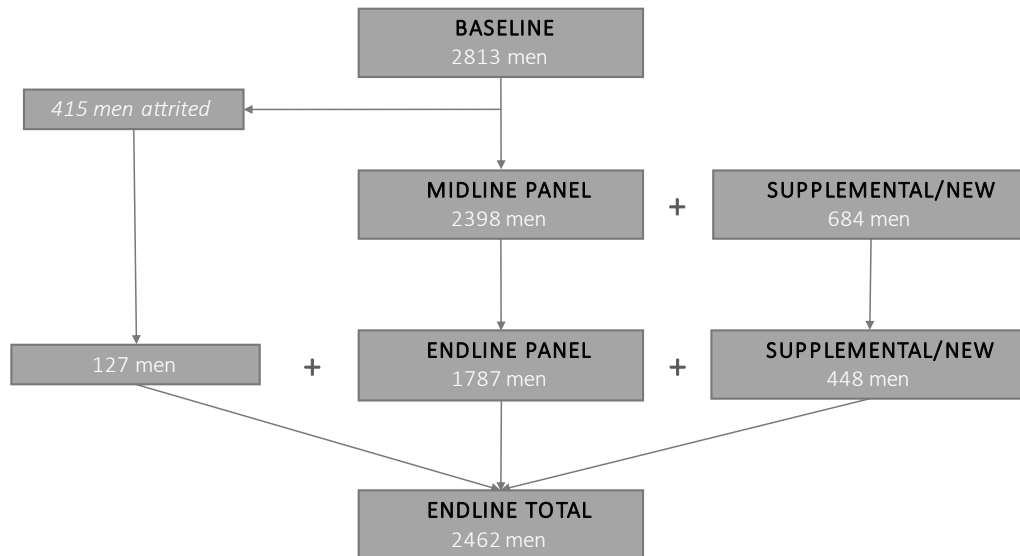 BASELINE
2813 men
415 men attrited
MIDLINE PANEL
2398 men
+
SUPPLEMENTAL/NEW
684 men
127 men
+
ENDLINE PANEL
1787 men
+
SUPPLEMENTAL/NEW
448 men
ENDLINE TOTAL
2462 men